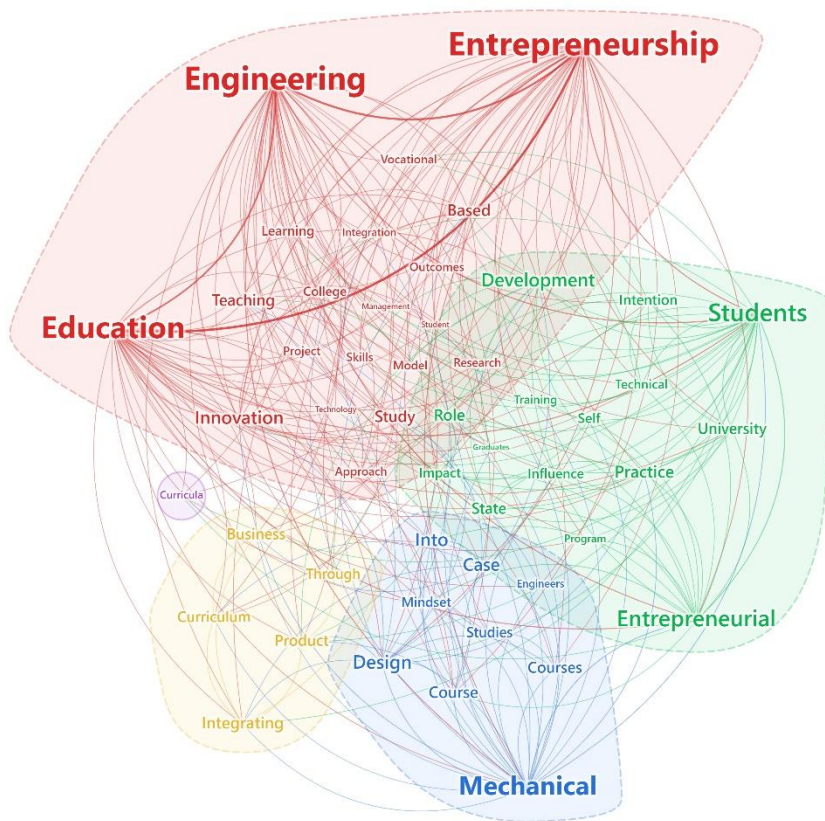 Entrepreneurship
Engineering
Vocational
Based
Learning
Integration
Outcomes
Development
College
Teaching
Management
Intention
Students
Student
Education
Project
Skills
Model
Research
Technical
Training
Innovation
Technology
Study
Role
Self
University
Graduates
Approach
Impact
Influence
Practice
Curricula
State
Business
Into
Program
Case
Through
Engineers
Mindset
Curriculum
Entrepreneurial
Product
Studies
Design
Courses
Course
Integrating
Mechanical